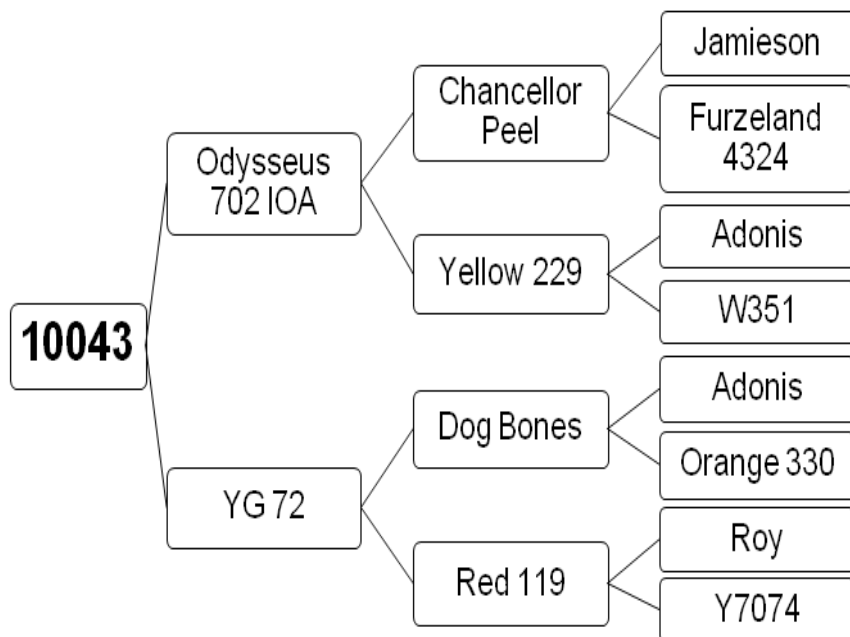 Jamieson
Chancellor
Peel
Furzeland
4324
Odysseus
702 IOA
Adonis
Yellow 229
W351
10043
Adonis
Dog Bones
Orange 330
YG 72
Roy
Red 119
Y7074